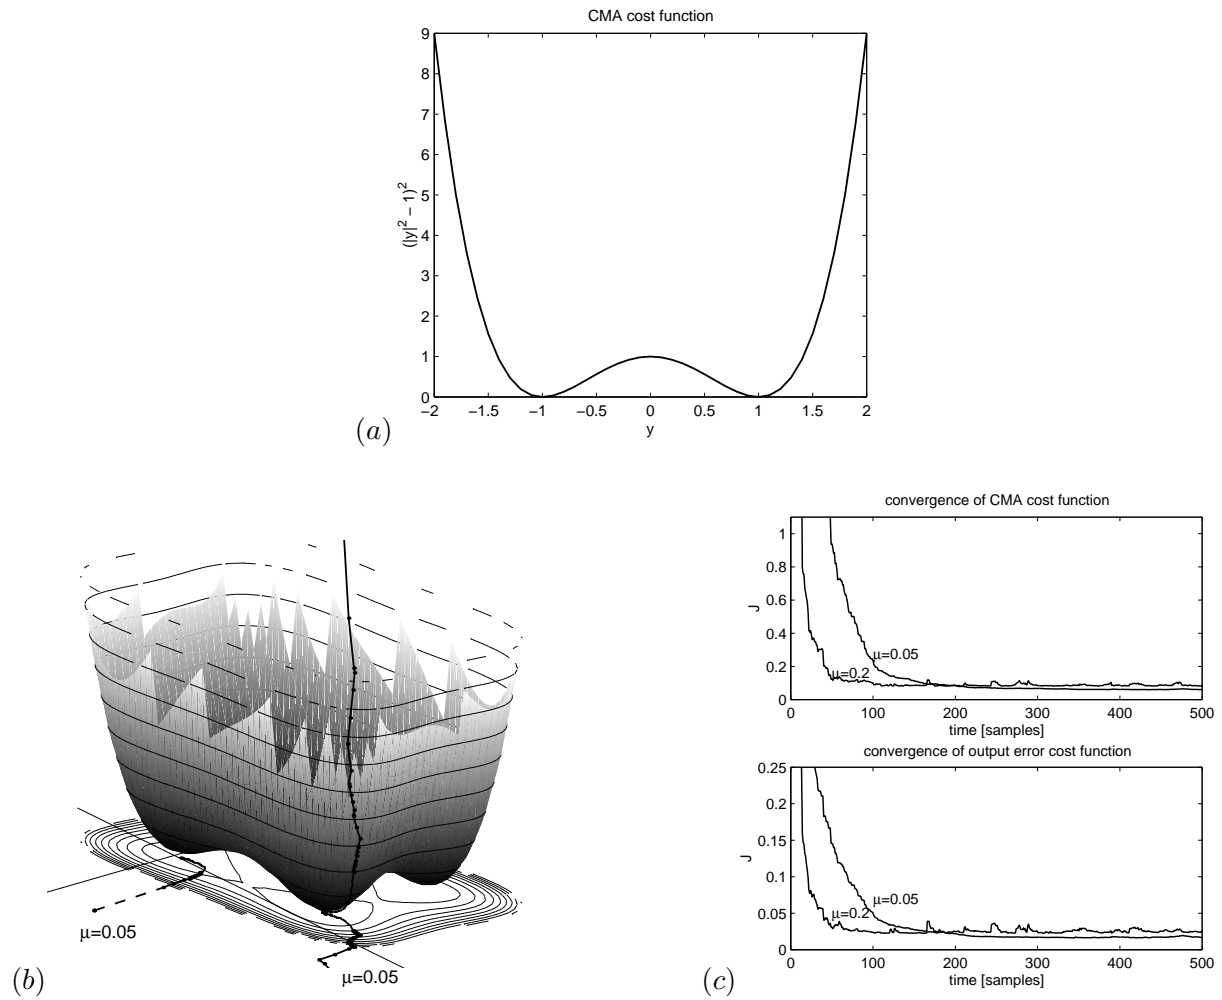 CMA cost function
9
8
7
6
5
4
3
2
1
0
(|y|² − 1)²
−2 −1.5 −1 −0.5 0 0.5 1 1.5 2
y
(a)
μ=0.05
μ=0.05
(b)
convergence of CMA cost function
1
0.8
0.6
0.4
0.2
0
J
μ=0.05
μ=0.2
0 100 200 300 400 500
time [samples]
convergence of output error cost function
0.25
0.2
0.15
0.1
0.05
0
J
μ=0.05
μ=0.2
0 100 200 300 400 500
time [samples]
(c)